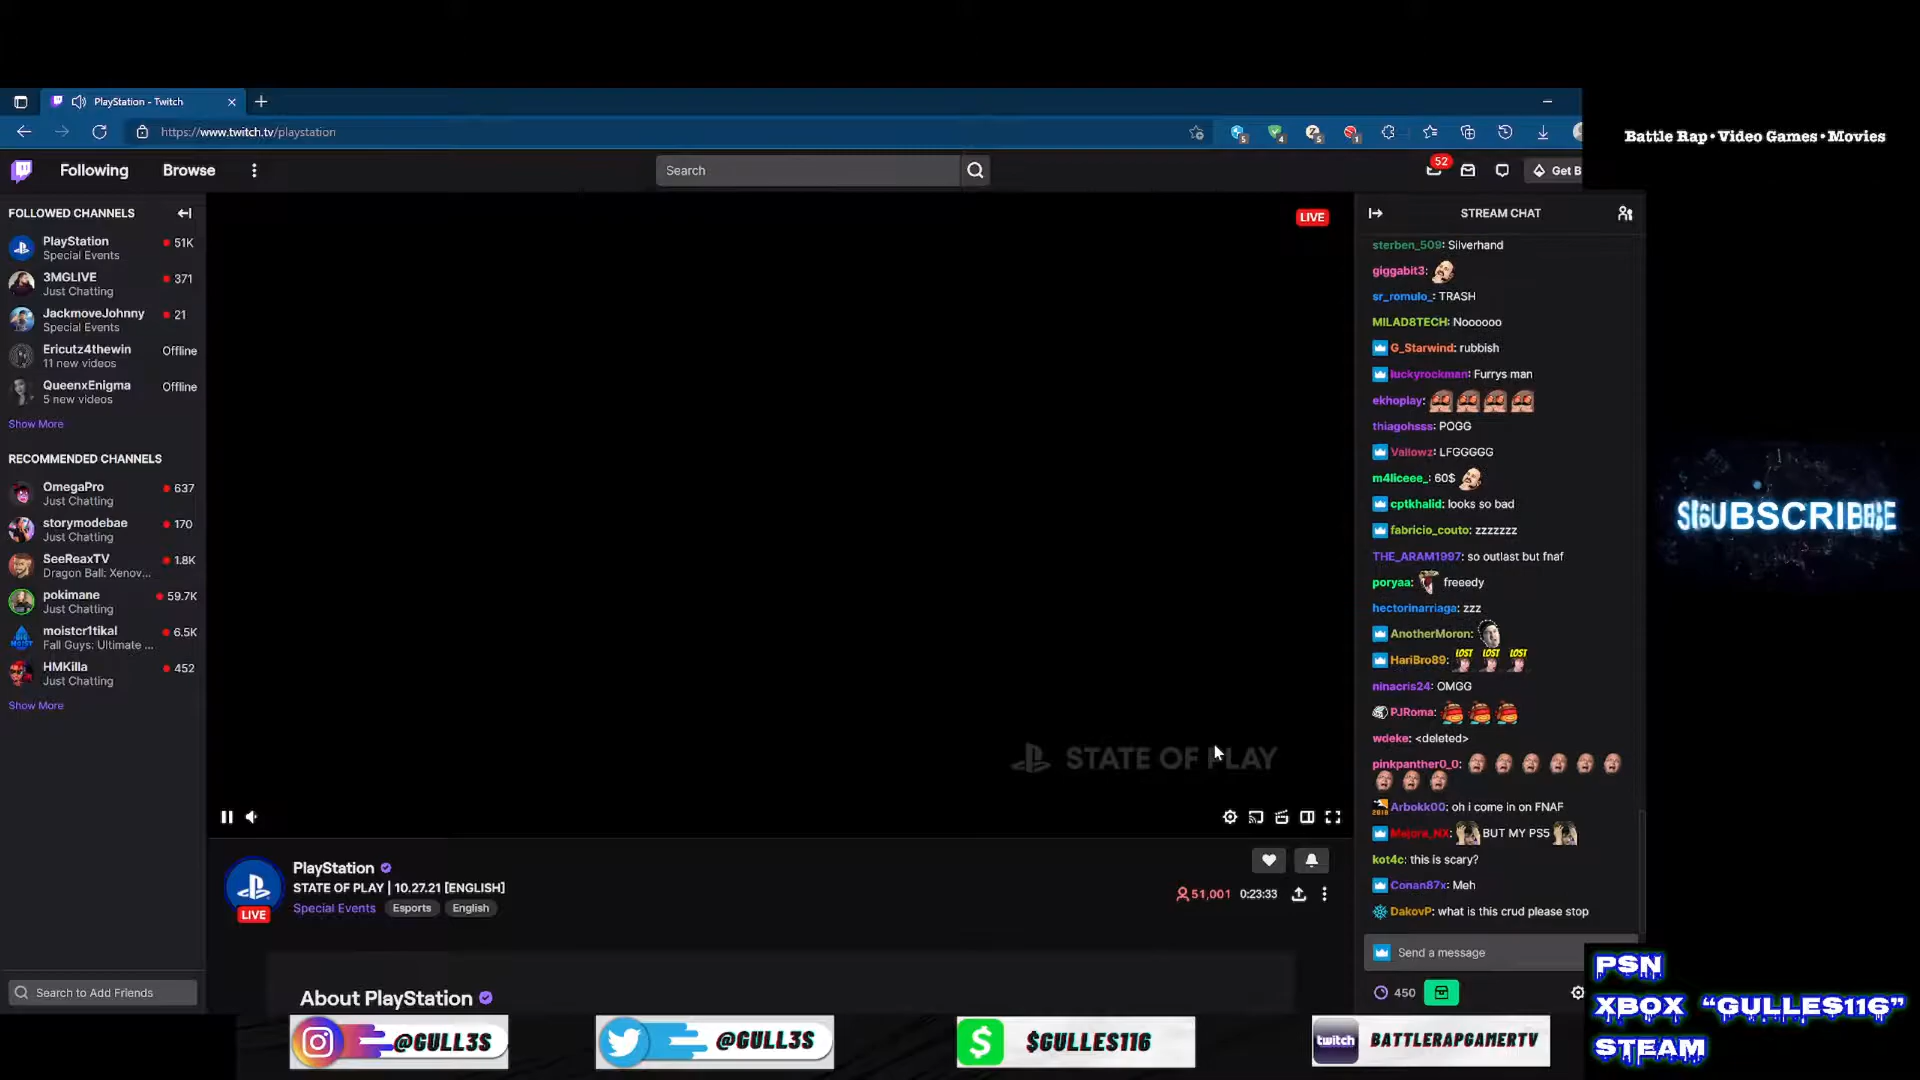 PlayStation - Twitch
https://www.twitch.tv/playstation
5
4
5
1
Battle Rap • Video Games • Movies
Following
Browse
Search
52
Get B
FOLLOWED CHANNELS
PlayStation
51K
Special Events
3MGLIVE
371
Just Chatting
JackmoveJohnny
21
Special Events
Ericutz4thewin
Offline
11 new videos
QueenxEnigma
Offline
5 new videos
Show More
RECOMMENDED CHANNELS
OmegaPro
637
Just Chatting
storymodebae
170
Just Chatting
SeeReaxTV
1.8K
Dragon Ball: Xenov...
pokimane
59.7K
Just Chatting
moistcr1tikal
6.5K
Fall Guys: Ultimate ...
HMKilla
452
Just Chatting
Show More
Search to Add Friends
LIVE
STATE OF PLAY
PlayStation
STATE OF PLAY | 10.27.21 [ENGLISH]
Special Events
Esports
English
LIVE
51,001
0:23:33
About PlayStation
STREAM CHAT
sterben_509: Silverhand
giggabit3:
sr_romulo_: TRASH
MILAD8TECH: Noooooo
G_Starwind: rubbish
luckyrockman: Furrys man
ekhoplay:
thiagohsss: POGG
Vallowz: LFGGGGG
m4liceee_: 60$
cptkhalid: looks so bad
fabricio_couto: zzzzzzz
THE_ARAM1997: so outlast but fnaf
poryaa: freeedy
hectorinarriaga: zzz
AnotherMoron:
HariBro89: LOST LOST LOST
ninacris24: OMGG
PJRoma:
wdeke: <deleted>
pinkpanther0_0:
Arbokk00: oh i come in on FNAF
Majora_NX: BUT MY PS5
kot4c: this is scary?
Conan87x: Meh
DakovP: what is this crud please stop
Send a message
450
PSN
XBOX "GULLES116"
STEAM
@GULL3S
@GULL3S
$GULLES116
twitch
BATTLERAPGAMERTV